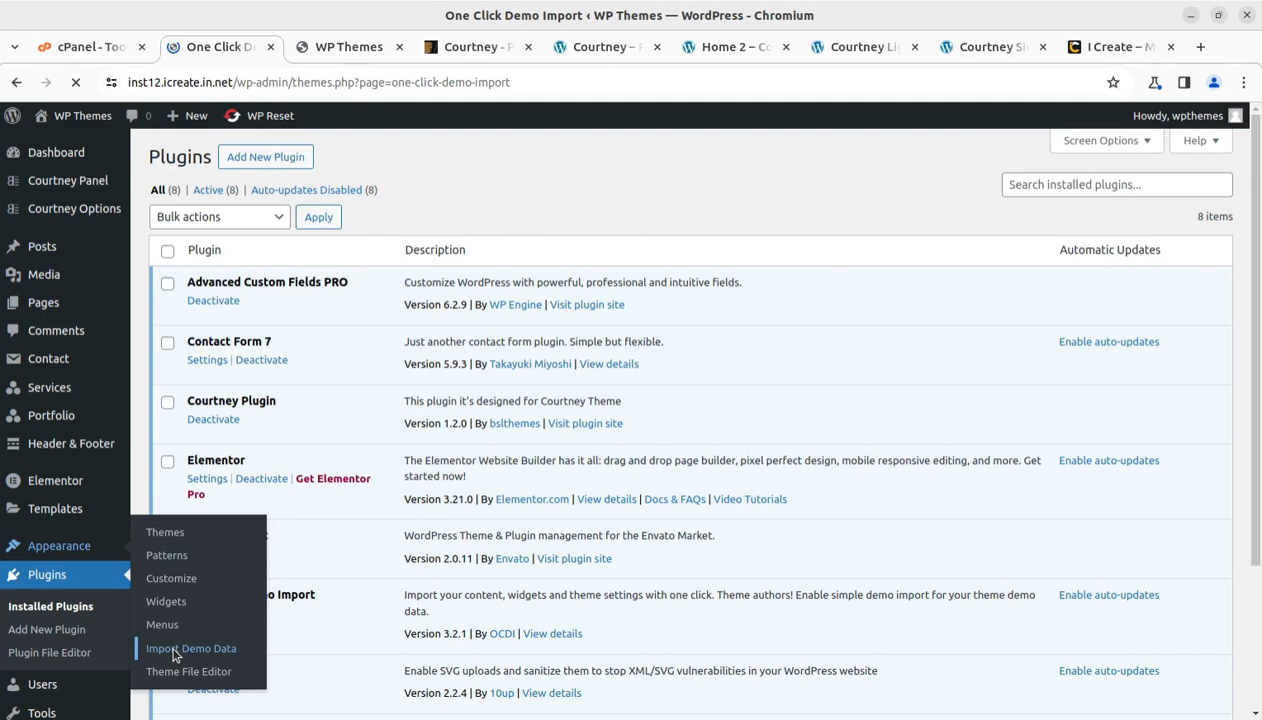 One Click Demo Import ‹ WP Themes — WordPress - Chromium
cPanel - Too
One Click D
WP Themes
Courtney - P
Courtney –
Home 2 – Co
Courtney Li
Courtney Si
I Create – M
inst12.icreate.in.net/wp-admin/themes.php?page=one-click-demo-import
WP Themes
0
New
WP Reset
Howdy, wpthemes
Dashboard
Courtney Panel
Courtney Options
Posts
Media
Pages
Comments
Contact
Services
Portfolio
Header & Footer
Elementor
Templates
Appearance
Plugins
Installed Plugins
Add New Plugin
Plugin File Editor
Users
Tools
Themes
Patterns
Customize
Widgets
Menus
Import Demo Data
Theme File Editor
Plugins
Add New Plugin
Screen Options
Help
All (8) | Active (8) | Auto-updates Disabled (8)
Search installed plugins...
Bulk actions
Apply
8 items
Plugin
Description
Automatic Updates
Advanced Custom Fields PRO
Deactivate
Customize WordPress with powerful, professional and intuitive fields.
Version 6.2.9 | By WP Engine | Visit plugin site
Contact Form 7
Settings | Deactivate
Just another contact form plugin. Simple but flexible.
Version 5.9.3 | By Takayuki Miyoshi | View details
Enable auto-updates
Courtney Plugin
Deactivate
This plugin it's designed for Courtney Theme
Version 1.2.0 | By bslthemes | Visit plugin site
Elementor
Settings | Deactivate | Get Elementor
Pro
The Elementor Website Builder has it all: drag and drop page builder, pixel perfect design, mobile responsive editing, and more. Get
started now!
Version 3.21.0 | By Elementor.com | View details | Docs & FAQs | Video Tutorials
Enable auto-updates
WordPress Theme & Plugin management for the Envato Market.
Version 2.0.11 | By Envato | Visit plugin site
o Import
Import your content, widgets and theme settings with one click. Theme authors! Enable simple demo import for your theme demo
data.
Version 3.2.1 | By OCDI | View details
Enable auto-updates
Deactivate
Enable SVG uploads and sanitize them to stop XML/SVG vulnerabilities in your WordPress website
Version 2.2.4 | By 10up | View details
Enable auto-updates